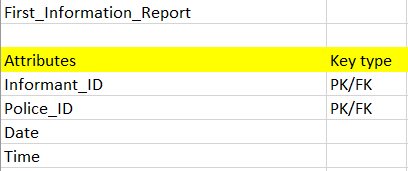 First_Information_Report
Attributes Key type
Informant_ID PK/FK
Police_ID PK/FK
Date
Time